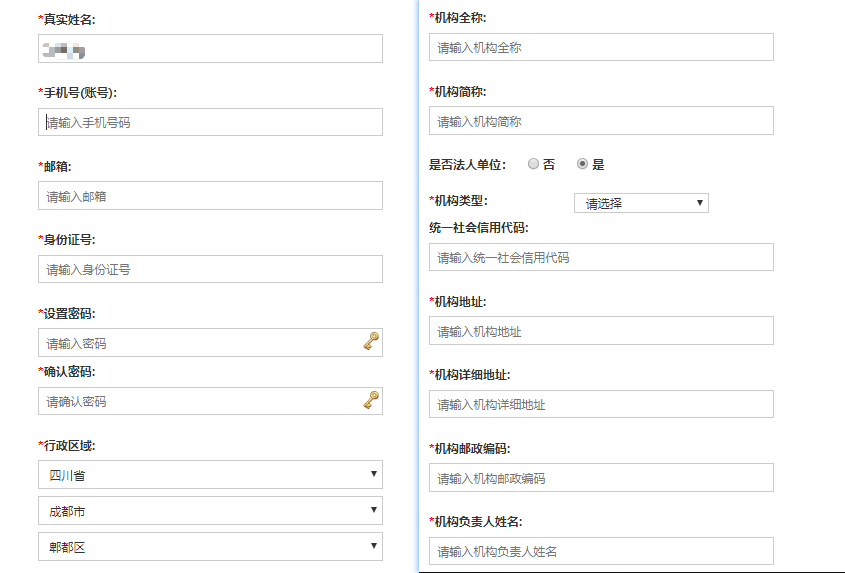 *真实姓名:
*手机号(账号):
请输入手机号码
*邮箱:
请输入邮箱
*身份证号:
请输入身份证号
*设置密码:
请输入密码
*确认密码:
请确认密码
*行政区域:
四川省
成都市
郫都区
*机构全称:
请输入机构全称
*机构简称:
请输入机构简称
是否法人单位: 否 是
*机构类型: 请选择
统一社会信用代码:
请输入统一社会信用代码
*机构地址:
请输入机构地址
*机构详细地址:
请输入机构详细地址
*机构邮政编码:
请输入机构邮政编码
*机构负责人姓名:
请输入机构负责人姓名